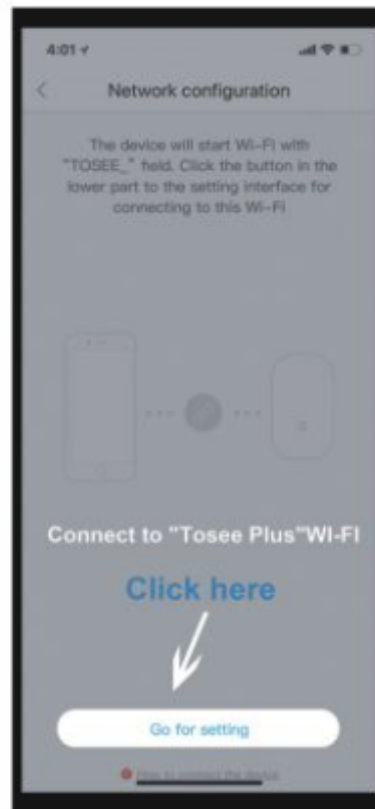 4:01
Network configuration
The device will start Wi-Fi with
"TOSEE_" field. Click the button in the
lower part to the setting interface for
connecting to this Wi-Fi
Connect to "Tosee Plus"WI-FI
Click here
Go for setting
How to connect the device